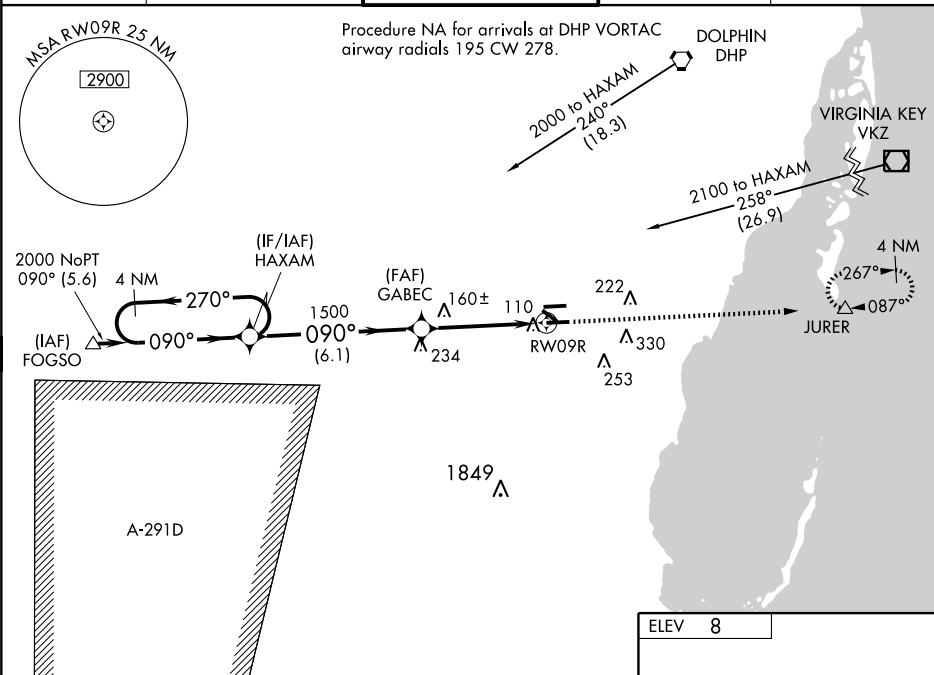 MSA RW09R 25 NM
2900
Procedure NA for arrivals at DHP VORTAC
airway radials 195 CW 278.
DOLPHIN
DHP
2000 to HAXAM
240°
(18.3)
VIRGINIA KEY
VKZ
2100 to HAXAM
258°
(26.9)
2000 NoPT
090° (5.6)
4 NM
270°
090°
(IAF)
FOGSO
(IF/IAF)
HAXAM
1500
090°
(6.1)
(FAF)
GABEC
160±
234
110
RW09R
222
330
253
4 NM
267°
087°
JURER
1849
A-291D
ELEV 8